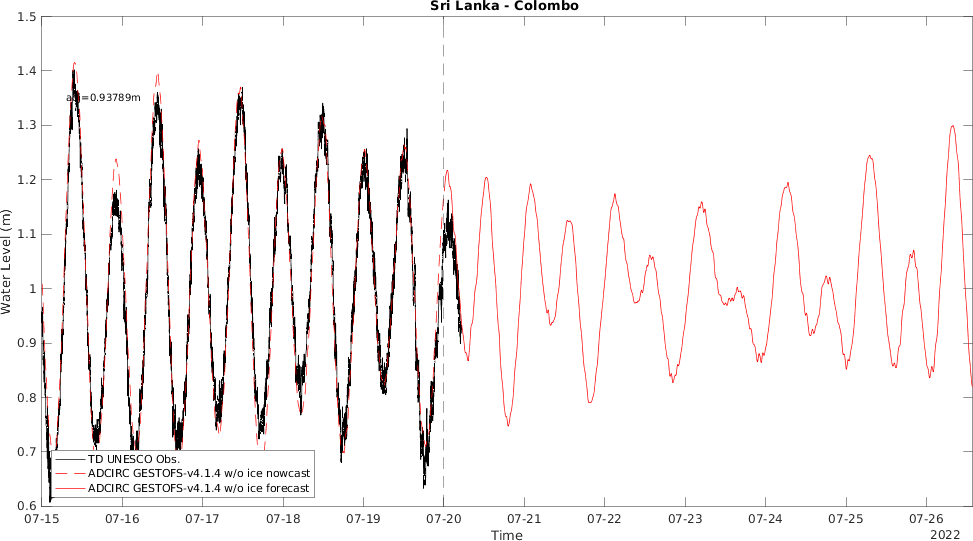 Sri Lanka - Colombo
1.5
1.4
1.3
1.2
1.1
1
0.9
0.8
0.7
0.6
Water Level (m)
=0.93789m
TD UNESCO Obs.
ADCIRC GESTOFS-v4.1.4 w/o ice nowcast
ADCIRC GESTOFS-v4.1.4 w/o ice forecast
07-15 07-16 07-17 07-18 07-19 07-20 07-21 07-22 07-23 07-24 07-25 07-26
Time
2022